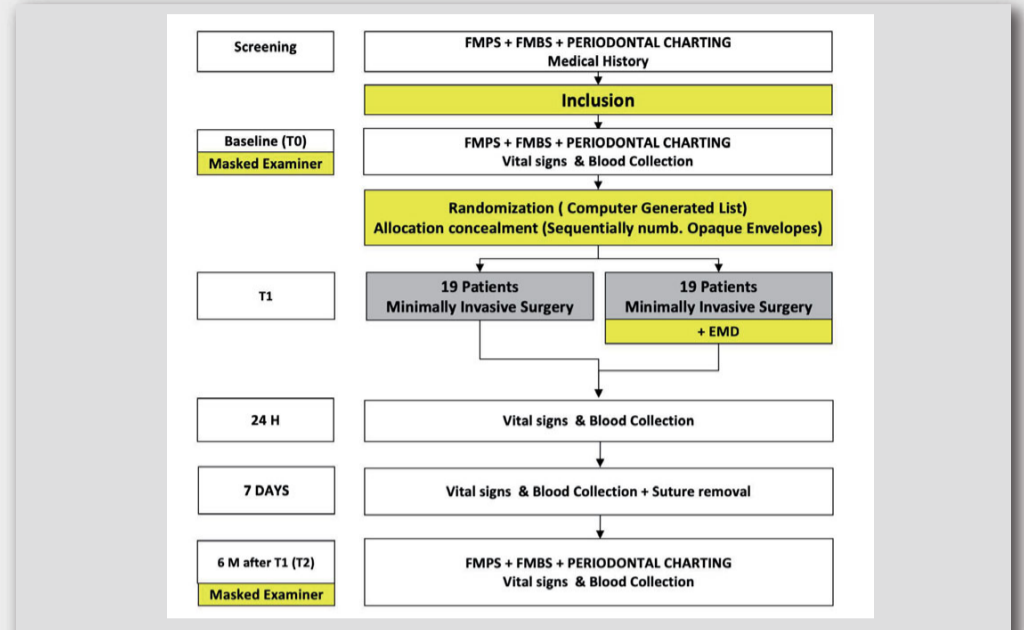 Screening
FMPS + FMBS + PERIODONTAL CHARTING
Medical History
Inclusion
Baseline (T0)
Masked Examiner
FMPS + FMBS + PERIODONTAL CHARTING
Vital signs & Blood Collection
Randomization ( Computer Generated List)
Allocation concealment (Sequentially numb. Opaque Envelopes)
T1
19 Patients
Minimally Invasive Surgery
19 Patients
Minimally Invasive Surgery
+ EMD
24 H
Vital signs & Blood Collection
7 DAYS
Vital signs & Blood Collection + Suture removal
6 M after T1 (T2)
Masked Examiner
FMPS + FMBS + PERIODONTAL CHARTING
Vital signs & Blood Collection